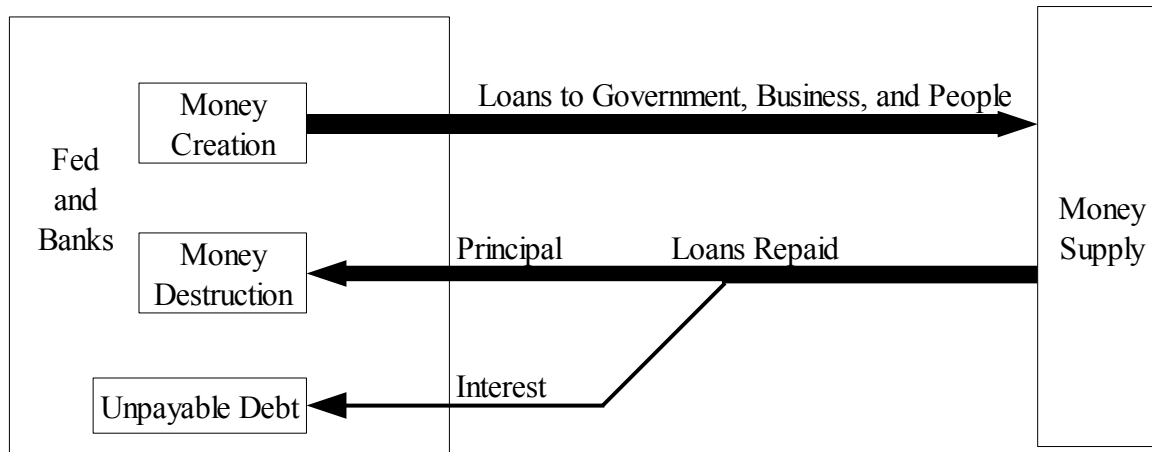 Money
Creation
Loans to Government, Business, and People
Fed
and
Banks
Money
Supply
Money
Destruction
Principal
Loans Repaid
Unpayable Debt
Interest